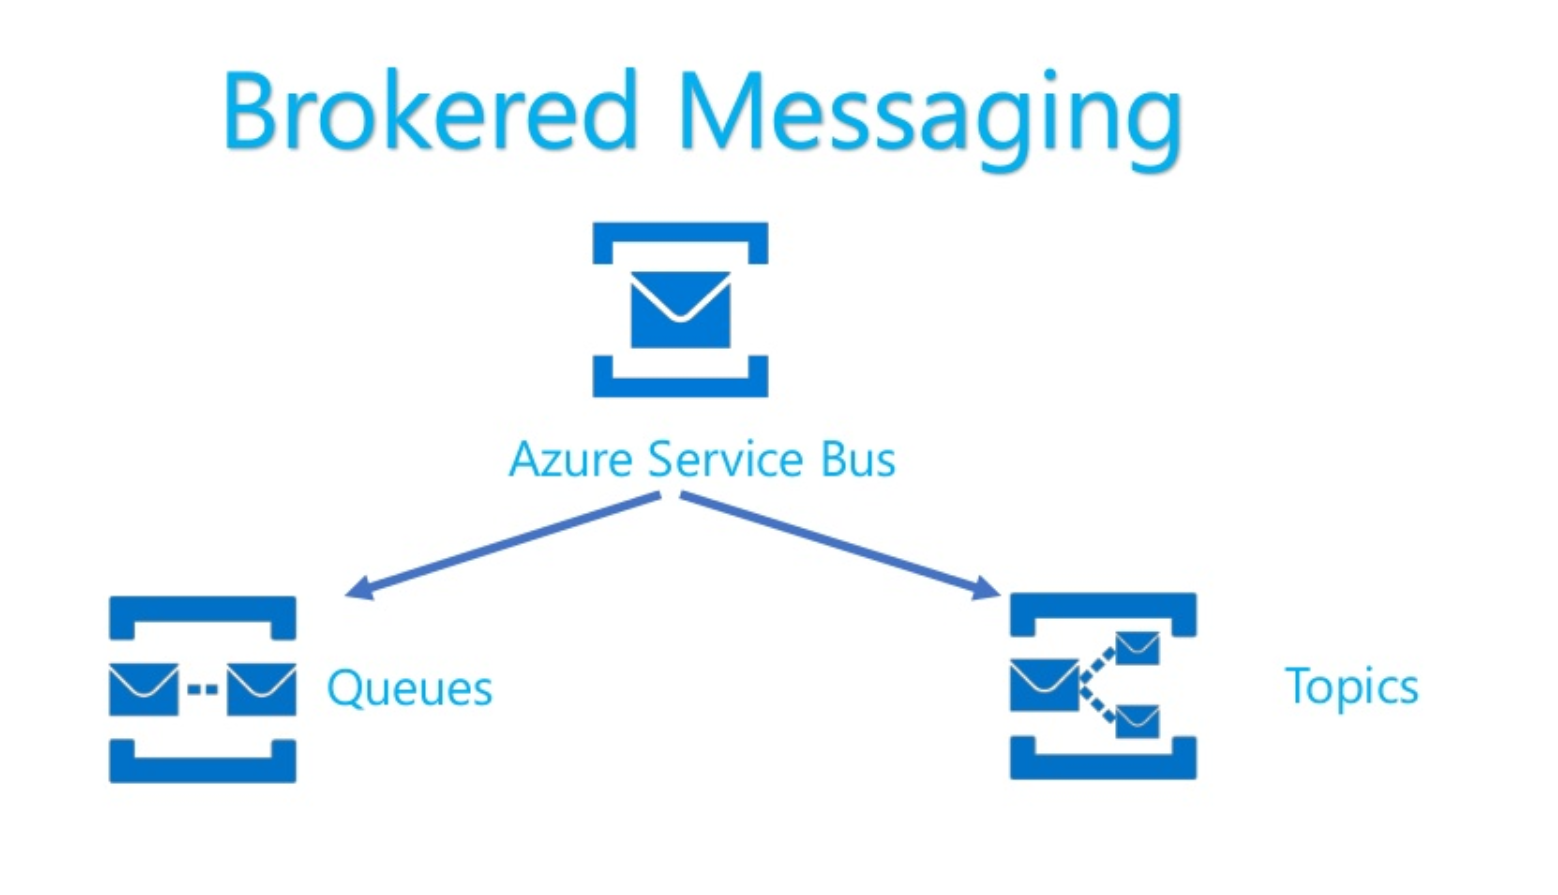 Brokered Messaging
Azure Service Bus
Queues
Topics